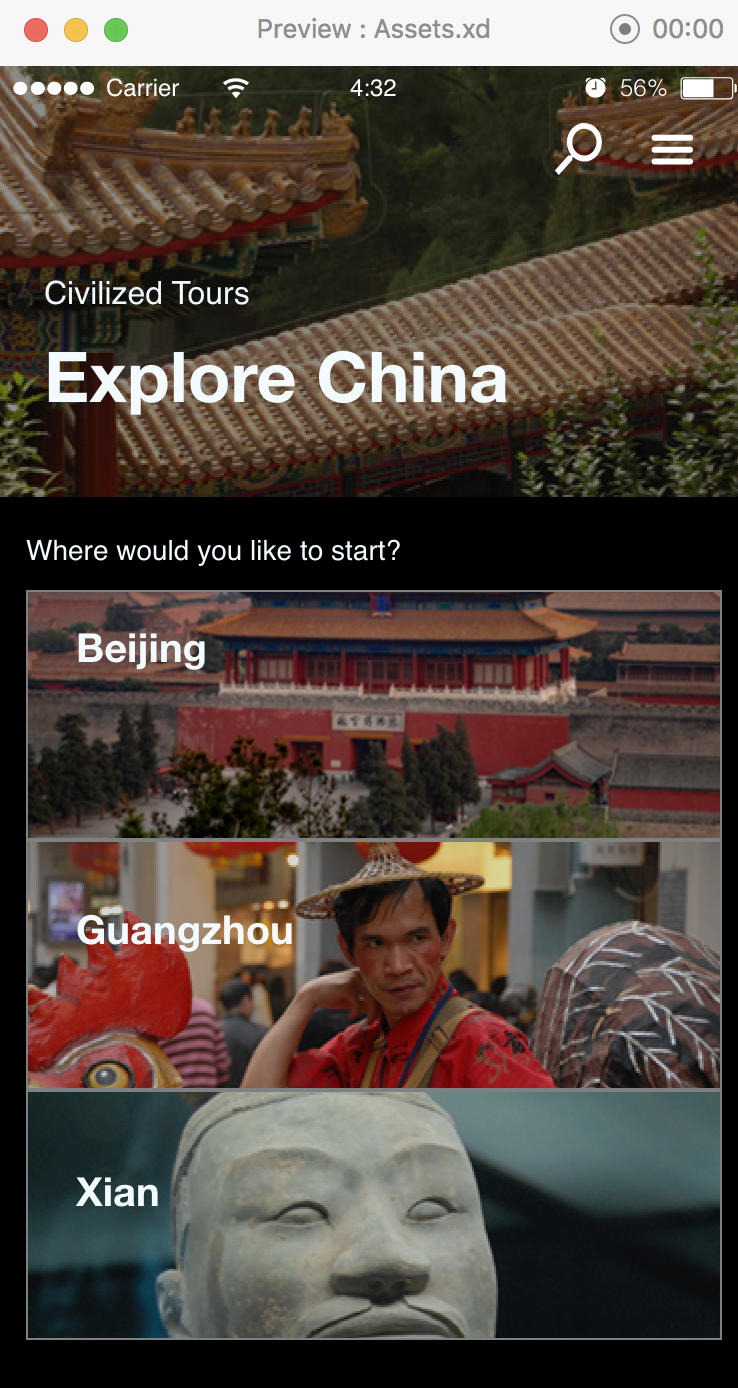 Preview : Assets.xd
00:00
Carrier
4:32
56%
Civilized Tours
Explore China
Where would you like to start?
Beijing
Guangzhou
Xian